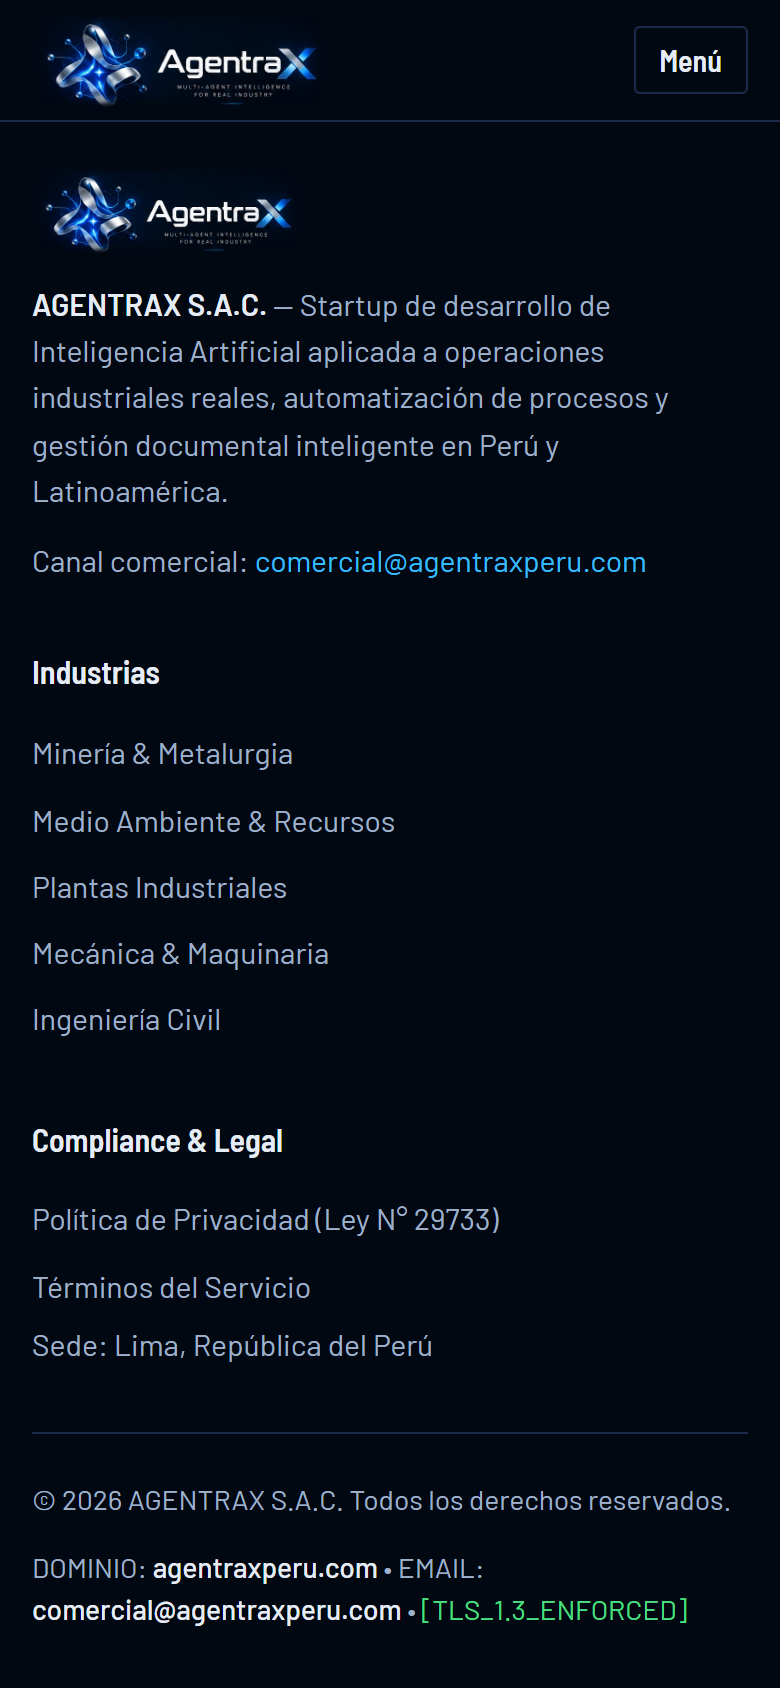 AgentraX
MULTI-AGENT INTELLIGENCE
FOR REAL INDUSTRY
Menú
AgentraX
MULTI-AGENT INTELLIGENCE
FOR REAL INDUSTRY
AGENTRAX S.A.C. — Startup de desarrollo de
Inteligencia Artificial aplicada a operaciones
industriales reales, automatización de procesos y
gestión documental inteligente en Perú y
Latinoamérica.
Canal comercial: comercial@agentraxperu.com
Industrias
Minería & Metalurgia
Medio Ambiente & Recursos
Plantas Industriales
Mecánica & Maquinaria
Ingeniería Civil
Compliance & Legal
Política de Privacidad (Ley N° 29733)
Términos del Servicio
Sede: Lima, República del Perú
© 2026 AGENTRAX S.A.C. Todos los derechos reservados.
DOMINIO: agentraxperu.com • EMAIL:
comercial@agentraxperu.com • [TLS_1.3_ENFORCED]